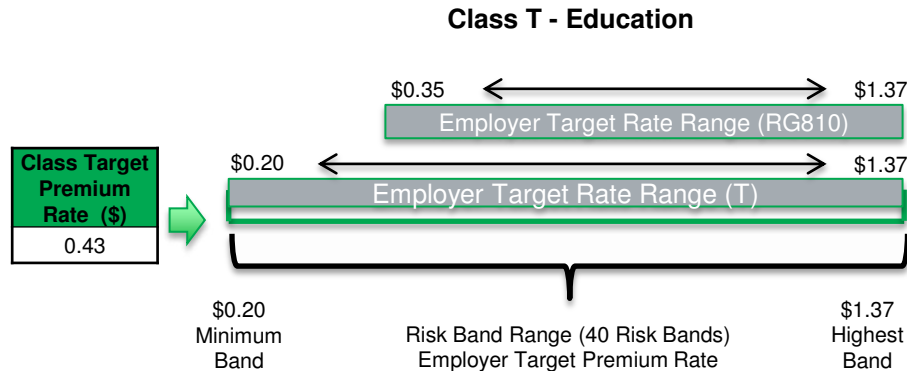 Class T - Education
$0.35
$1.37
Employer Target Rate Range (RG810)
$0.20
$1.37
Employer Target Rate Range (T)
Class Target
Premium
Rate ($)
0.43
$0.20
Minimum
Band
Risk Band Range (40 Risk Bands)
Employer Target Premium Rate
$1.37
Highest
Band